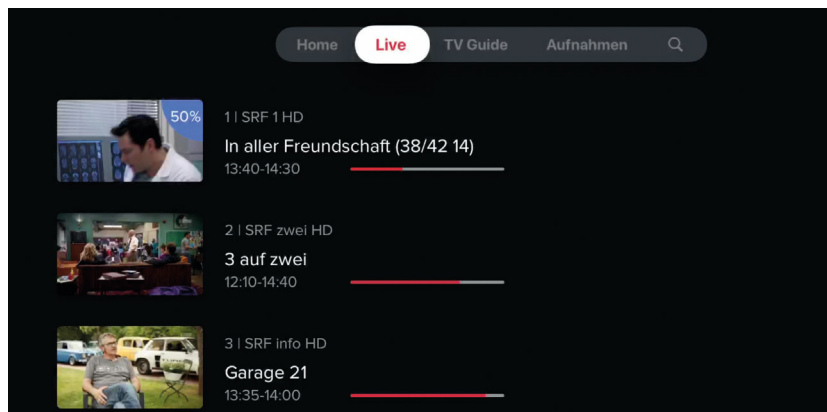 Home Live TV Guide Aufnahmen
50%
1 | SRF 1 HD
In aller Freundschaft (38/42 14)
13:40-14:30
2 | SRF zwei HD
3 auf zwei
12:10-14:40
3 | SRF info HD
Garage 21
13:35-14:00